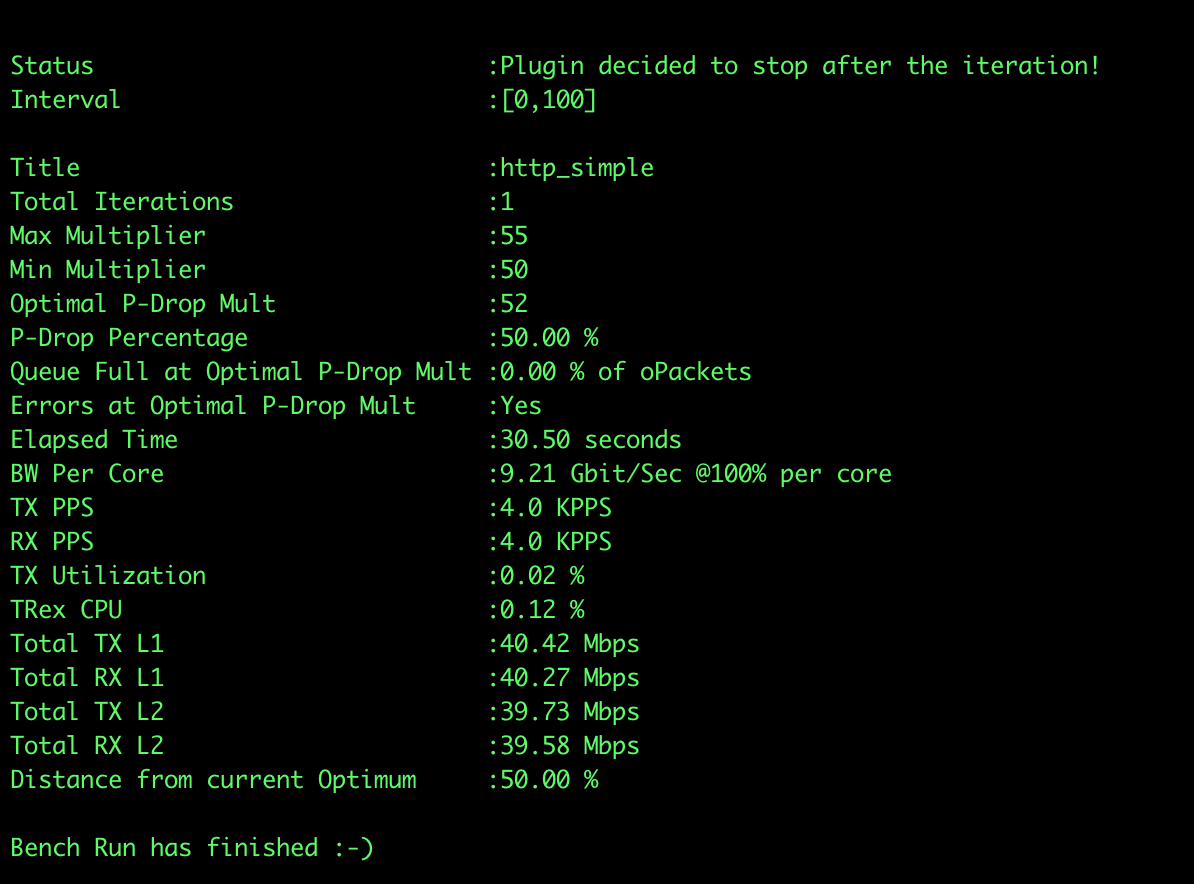 Status :Plugin decided to stop after the iteration!
Interval :[0,100]
Title :http_simple
Total Iterations :1
Max Multiplier :55
Min Multiplier :50
Optimal P-Drop Mult :52
P-Drop Percentage :50.00 %
Queue Full at Optimal P-Drop Mult :0.00 % of oPackets
Errors at Optimal P-Drop Mult :Yes
Elapsed Time :30.50 seconds
BW Per Core :9.21 Gbit/Sec @100% per core
TX PPS :4.0 KPPS
RX PPS :4.0 KPPS
TX Utilization :0.02 %
TRex CPU :0.12 %
Total TX L1 :40.42 Mbps
Total RX L1 :40.27 Mbps
Total TX L2 :39.73 Mbps
Total RX L2 :39.58 Mbps
Distance from current Optimum :50.00 %
Bench Run has finished :-)